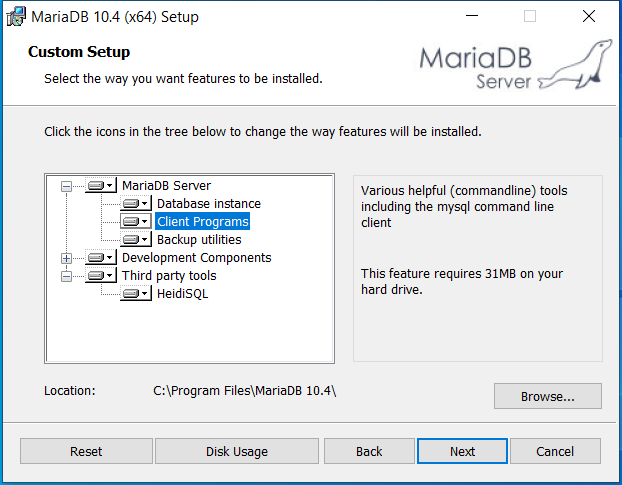 MariaDB 10.4 (x64) Setup
Custom Setup
Select the way you want features to be installed.
MariaDB
Server
Click the icons in the tree below to change the way features will be installed.
MariaDB Server
Database instance
Client Programs
Backup utilities
Development Components
Third party tools
HeidiSQL
Various helpful (commandline) tools
including the mysql command line
client
This feature requires 31MB on your
hard drive.
Location: C:\Program Files\MariaDB 10.4\
Browse...
Reset Disk Usage Back Next Cancel